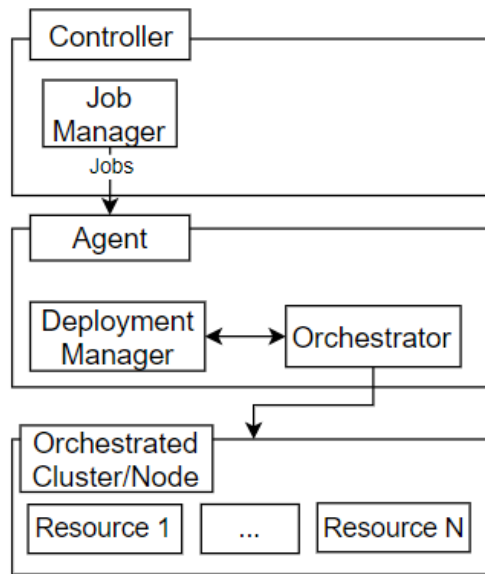 Controller
Job
Manager
Jobs
Agent
Deployment
Manager
Orchestrator
Orchestrated
Cluster/Node
Resource 1
...
Resource N